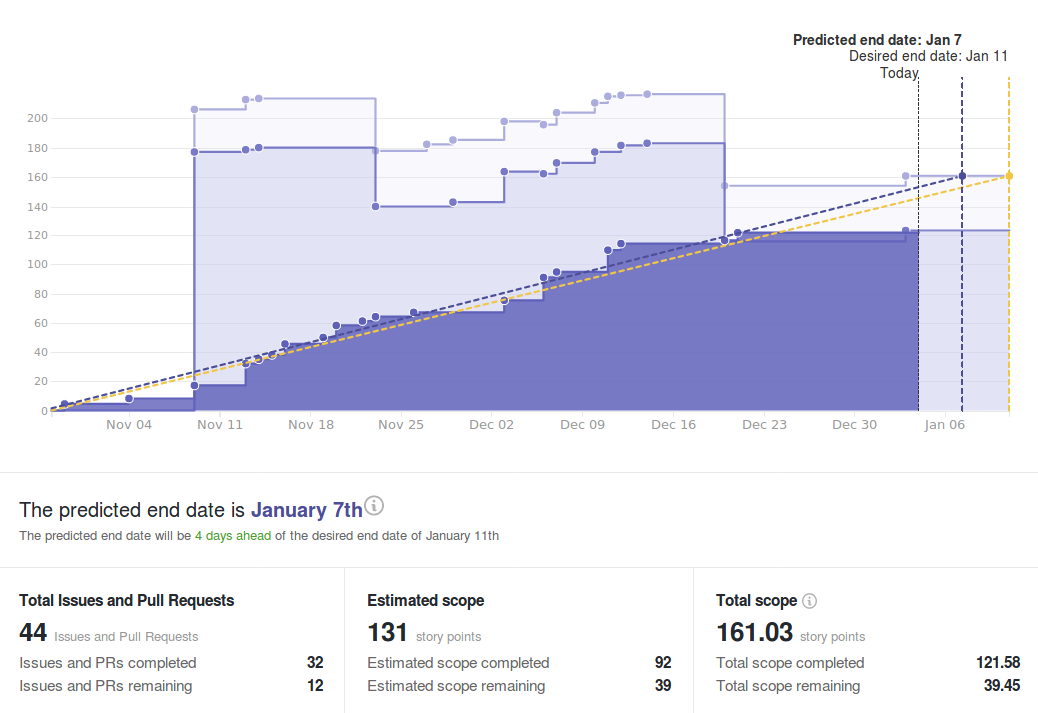 Predicted end date: Jan 7
Desired end date: Jan 11
Today
200
180
160
140
120
100
80
60
40
20
0
Nov 04 Nov 11 Nov 18 Nov 25 Dec 02 Dec 09 Dec 16 Dec 23 Dec 30 Jan 06
The predicted end date is January 7th
The predicted end date will be 4 days ahead of the desired end date of January 11th
Total Issues and Pull Requests
44 Issues and Pull Requests
Issues and PRs completed 32
Issues and PRs remaining 12
Estimated scope
131 story points
Estimated scope completed 92
Estimated scope remaining 39
Total scope
161.03 story points
Total scope completed 121.58
Total scope remaining 39.45